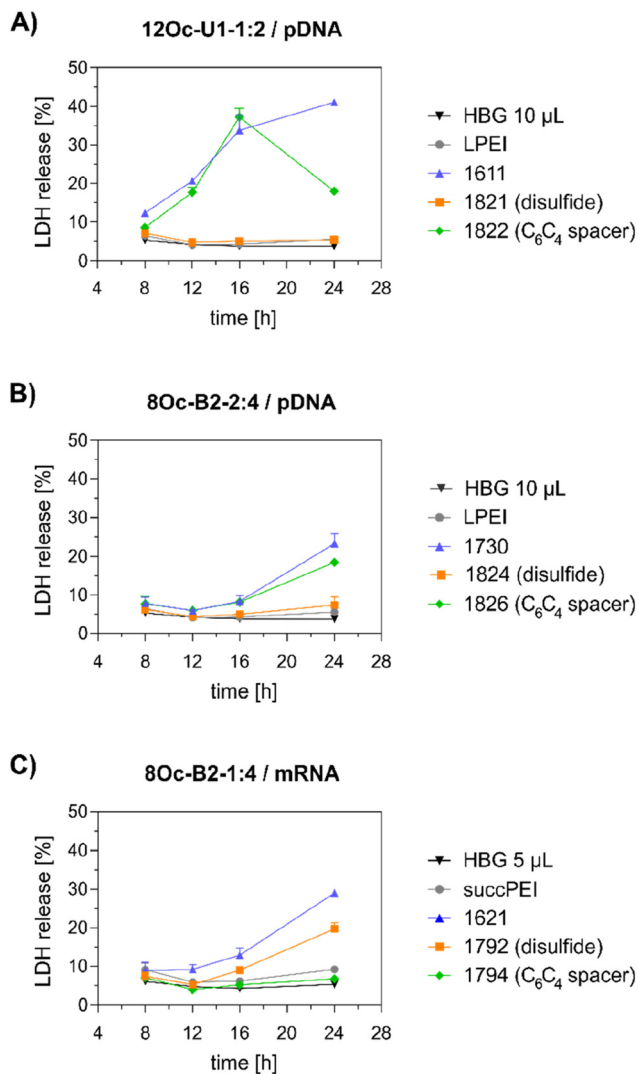 A)
12Oc-U1-1:2 / pDNA
LDH release [%]
50
40
30
20
10
0
4 8 12 16 20 24 28
time [h]
HBG 10 µL
LPEI
1611
1821 (disulfide)
1822 (C₆C₄ spacer)
B)
8Oc-B2-2:4 / pDNA
LDH release [%]
50
40
30
20
10
0
4 8 12 16 20 24 28
time [h]
HBG 10 µL
LPEI
1730
1824 (disulfide)
1826 (C₆C₄ spacer)
C)
8Oc-B2-1:4 / mRNA
LDH release [%]
50
40
30
20
10
0
4 8 12 16 20 24 28
time [h]
HBG 5 µL
succPEI
1621
1792 (disulfide)
1794 (C₆C₄ spacer)